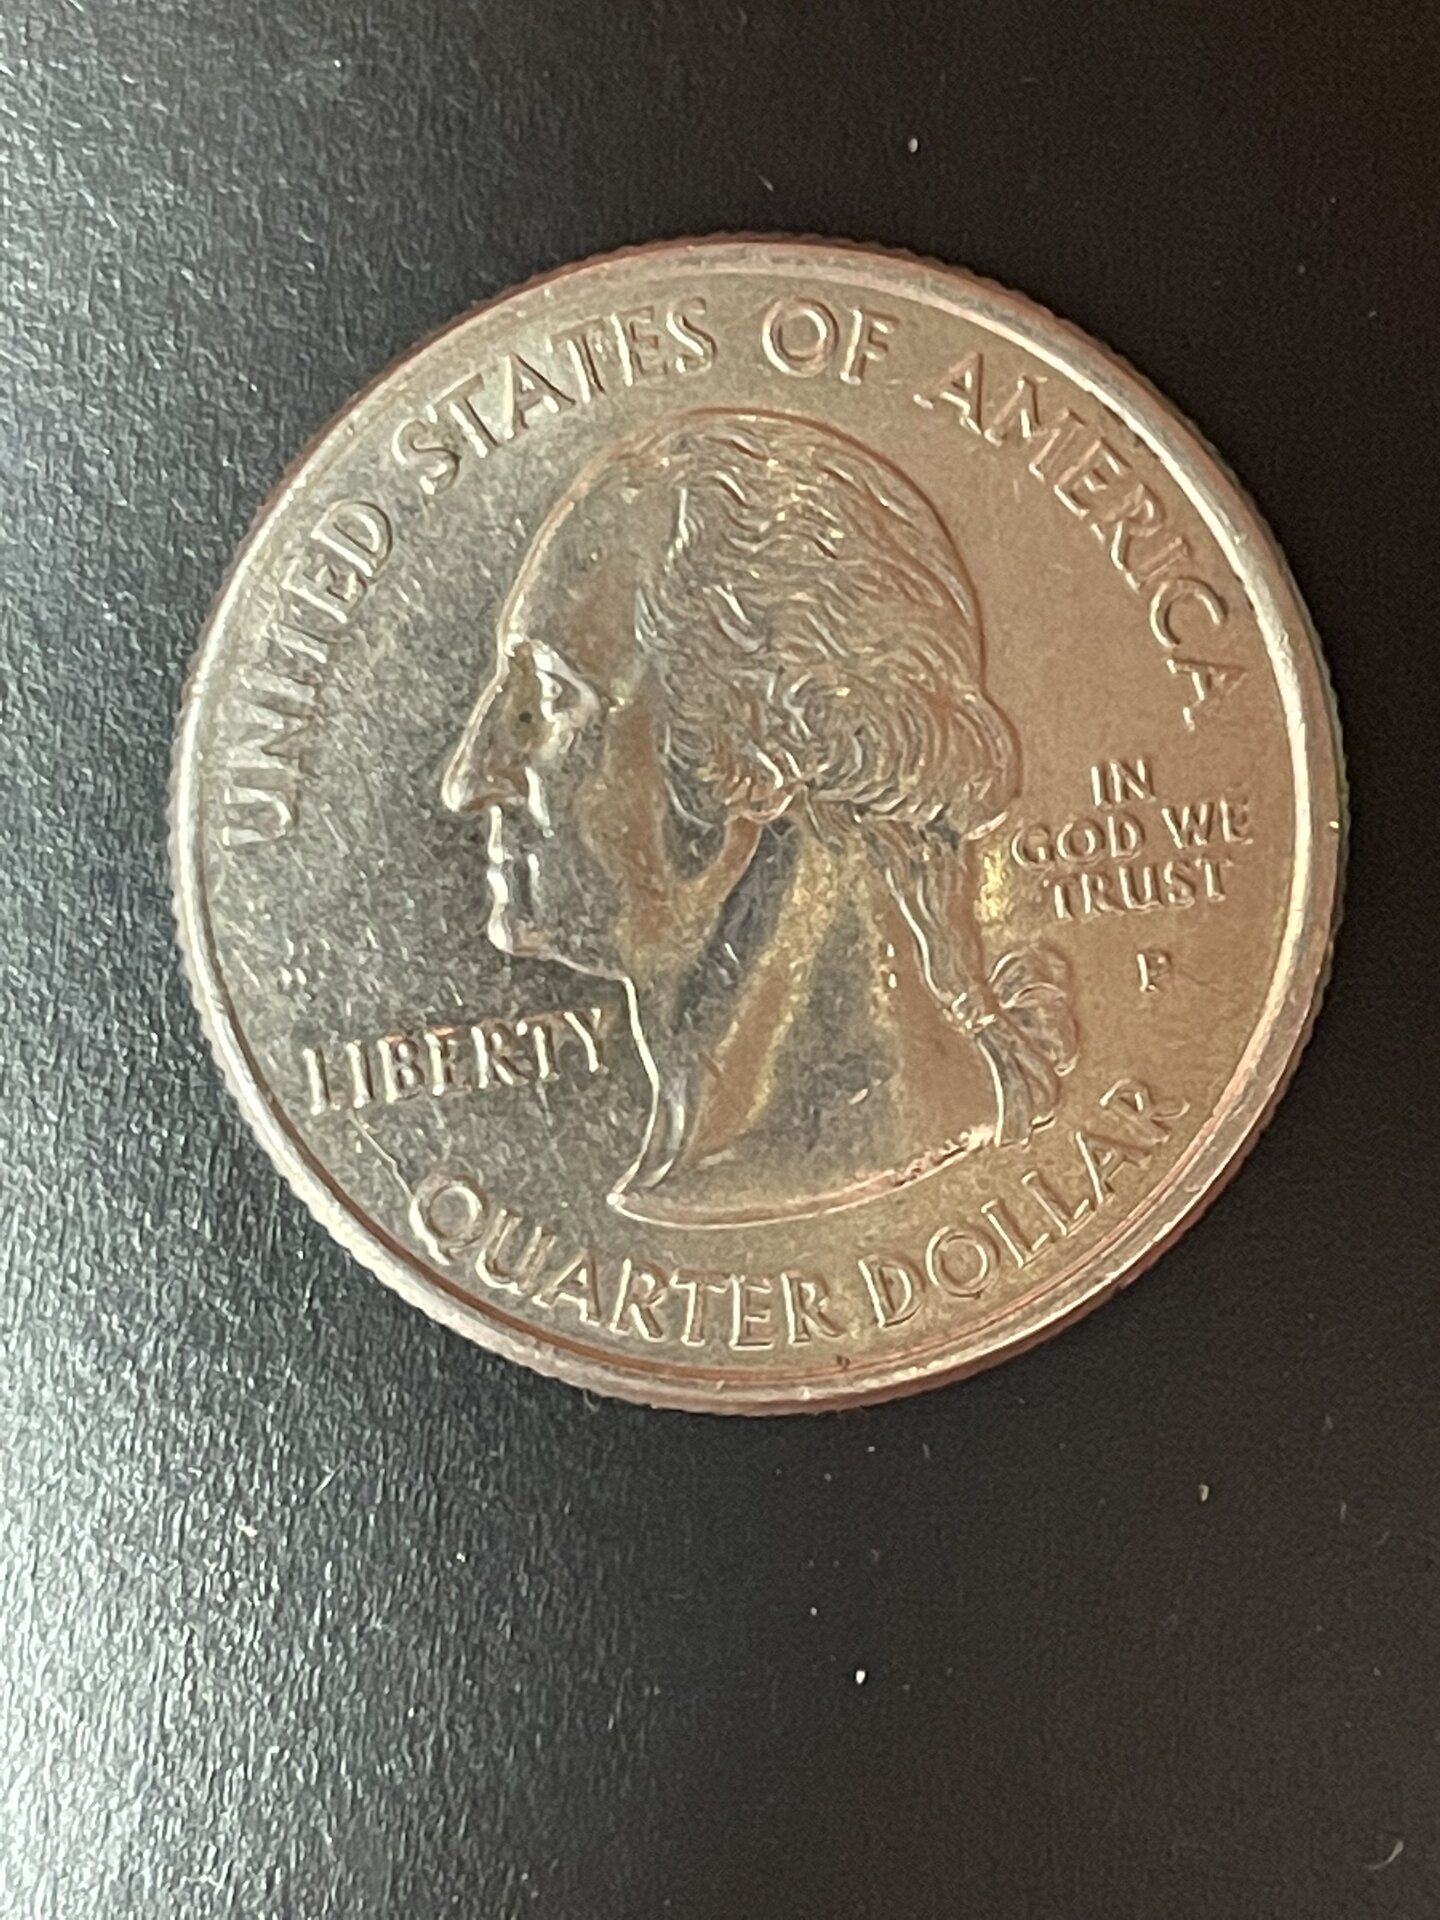 UNITED STATES OF AMERICA
IN
GOD WE
TRUST
P
LIBERTY
QUARTER DOLLAR